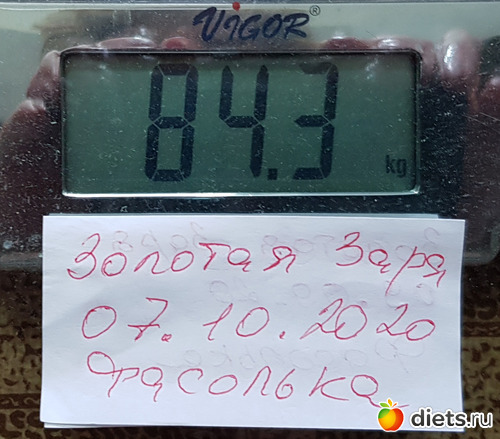 ViGOR®
84.3 kg
Золотая Заря
07.10.2020
Фасолька
diets.ru